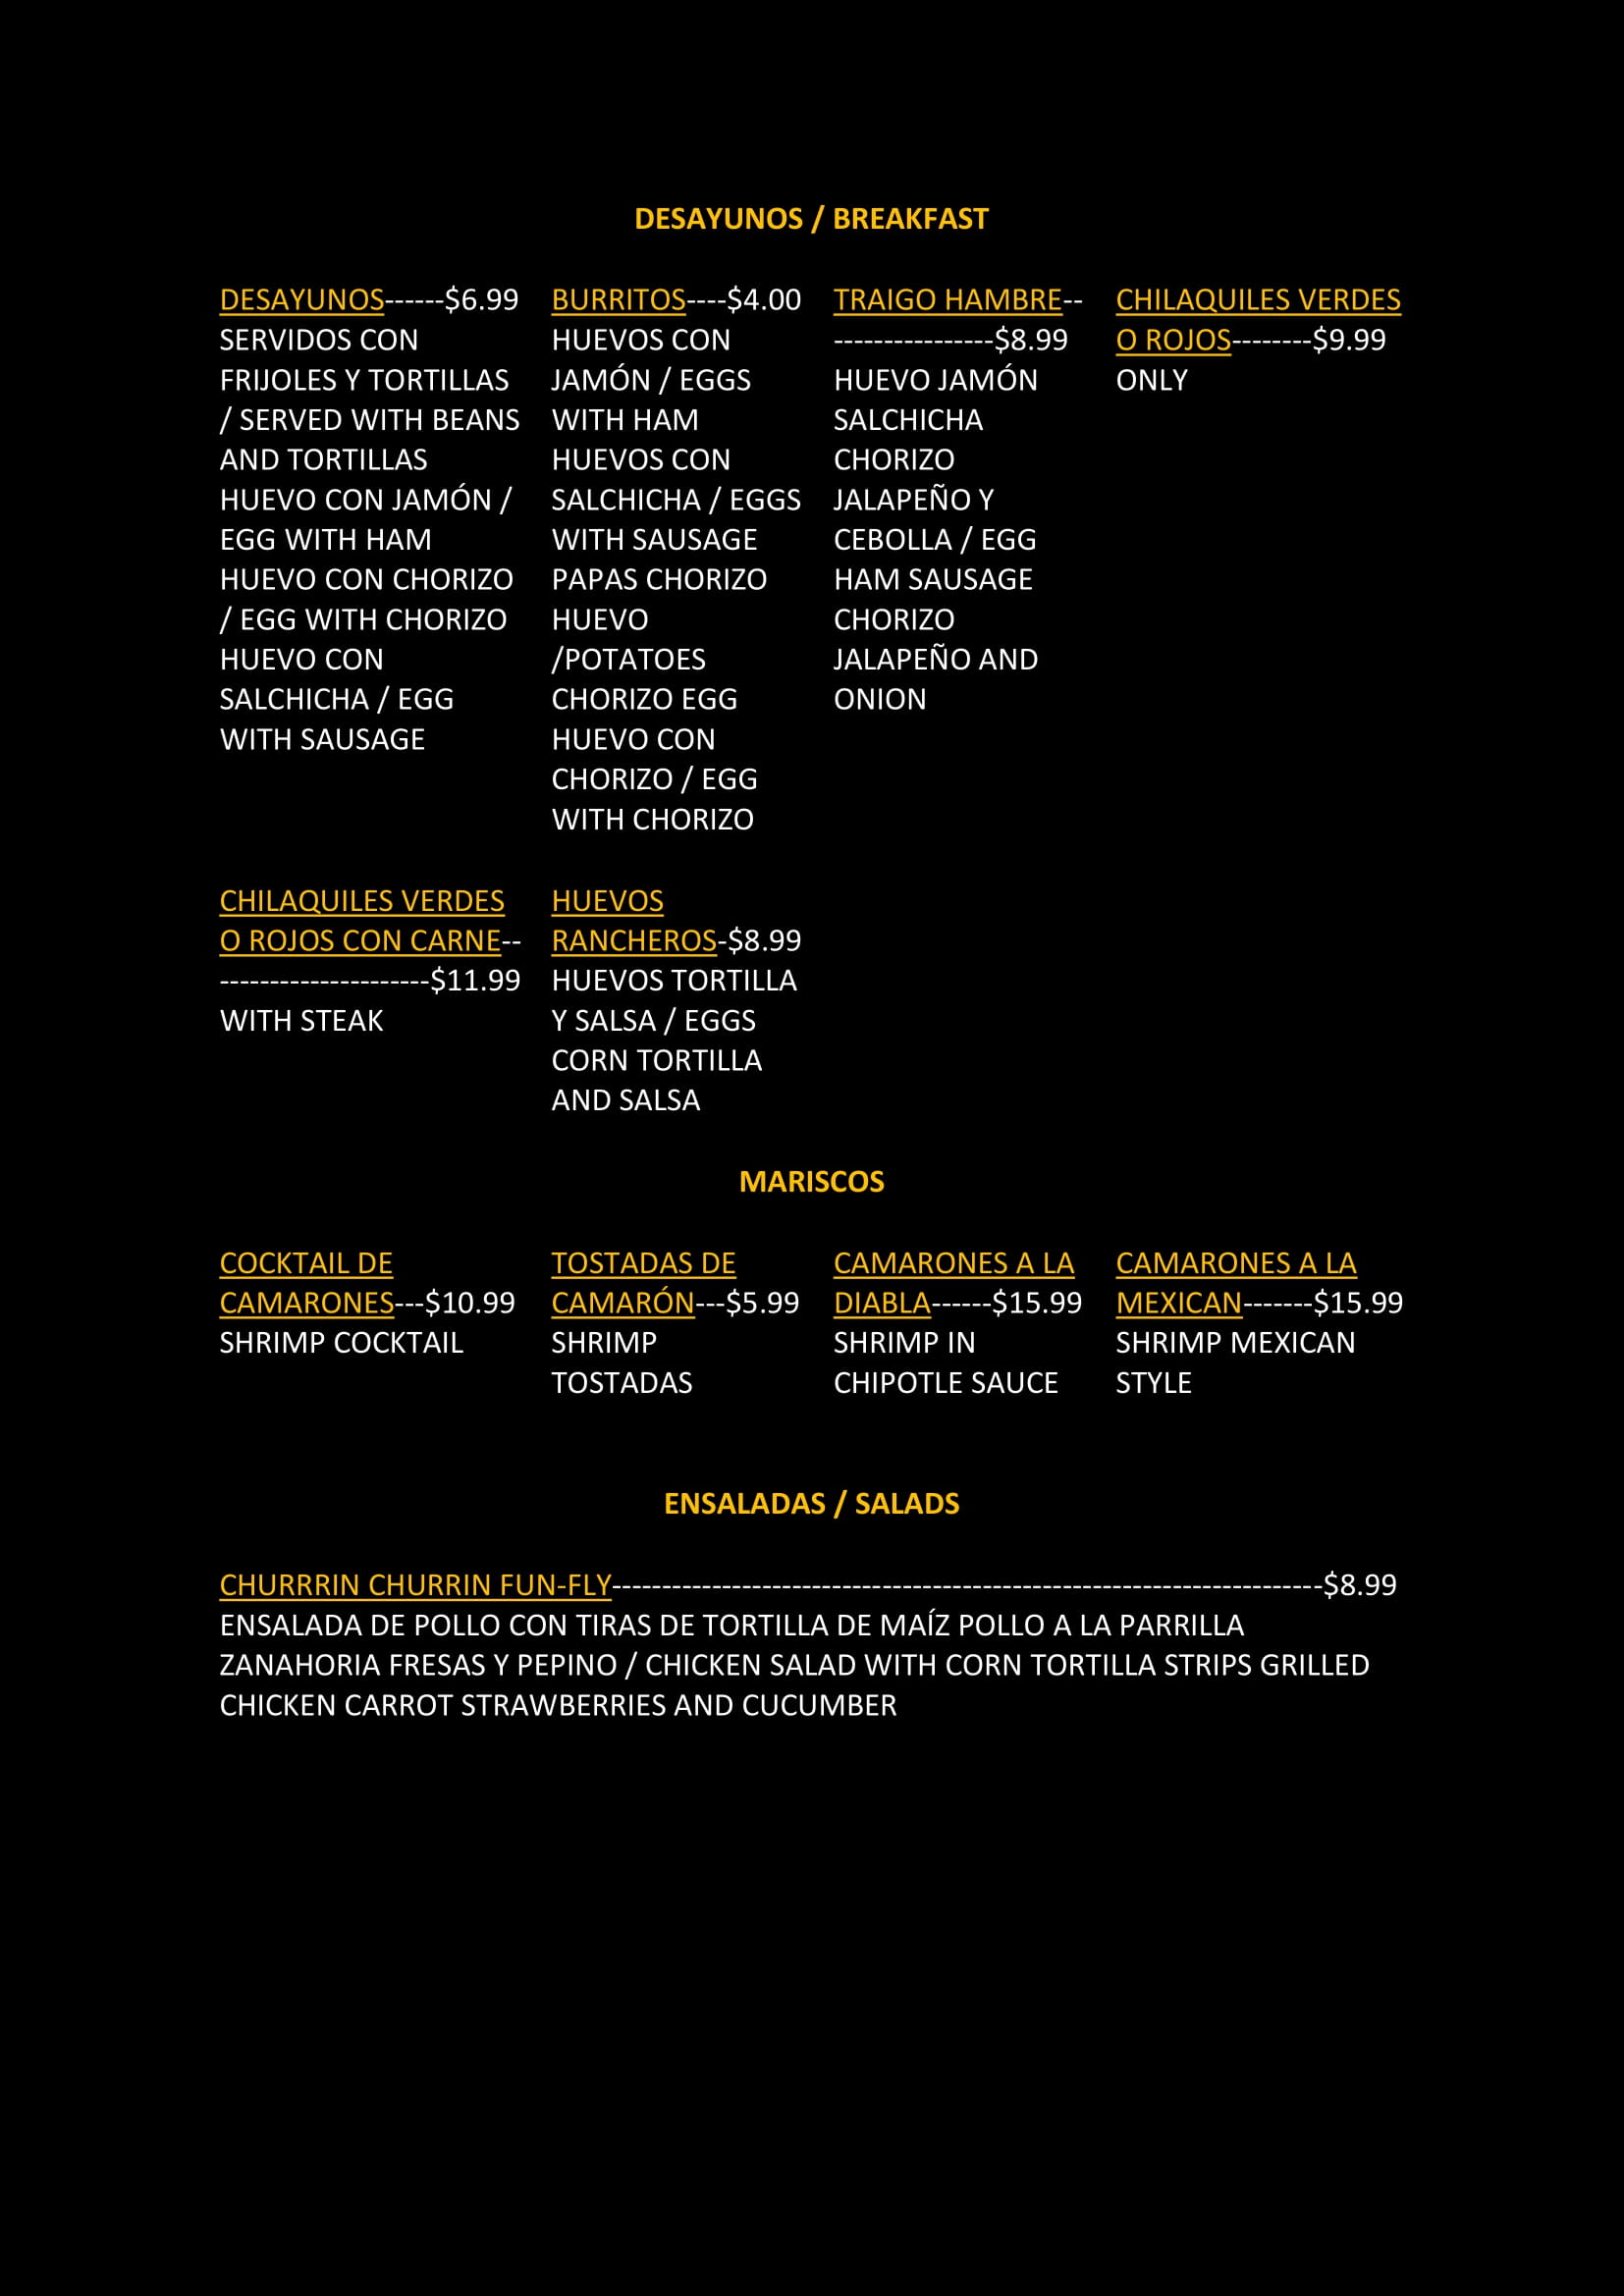 DESAYUNOS / BREAKFAST
DESAYUNOS------$6.99
SERVIDOS CON
FRIJOLES Y TORTILLAS
/ SERVED WITH BEANS
AND TORTILLAS
HUEVO CON JAMÓN /
EGG WITH HAM
HUEVO CON CHORIZO
/ EGG WITH CHORIZO
HUEVO CON
SALCHICHA / EGG
WITH SAUSAGE
BURRITOS----$4.00
HUEVOS CON
JAMÓN / EGGS
WITH HAM
HUEVOS CON
SALCHICHA / EGGS
WITH SAUSAGE
PAPAS CHORIZO
HUEVO
/POTATOES
CHORIZO EGG
HUEVO CON
CHORIZO / EGG
WITH CHORIZO
TRAIGO HAMBRE--
----------------$8.99
HUEVO JAMÓN
SALCHICHA
CHORIZO
JALAPEÑO Y
CEBOLLA / EGG
HAM SAUSAGE
CHORIZO
JALAPEÑO AND
ONION
CHILAQUILES VERDES
O ROJOS--------$9.99
ONLY
CHILAQUILES VERDES
O ROJOS CON CARNE--
---------------------$11.99
WITH STEAK
HUEVOS
RANCHEROS-$8.99
HUEVOS TORTILLA
Y SALSA / EGGS
CORN TORTILLA
AND SALSA
MARISCOS
COCKTAIL DE
CAMARONES---$10.99
SHRIMP COCKTAIL
TOSTADAS DE
CAMARÓN---$5.99
SHRIMP
TOSTADAS
CAMARONES A LA
DIABLA------$15.99
SHRIMP IN
CHIPOTLE SAUCE
CAMARONES A LA
MEXICAN-------$15.99
SHRIMP MEXICAN
STYLE
ENSALADAS / SALADS
CHURRRIN CHURRIN FUN-FLY-----------------------------------------------------------------------$8.99
ENSALADA DE POLLO CON TIRAS DE TORTILLA DE MAÍZ POLLO A LA PARRILLA
ZANAHORIA FRESAS Y PEPINO / CHICKEN SALAD WITH CORN TORTILLA STRIPS GRILLED
CHICKEN CARROT STRAWBERRIES AND CUCUMBER